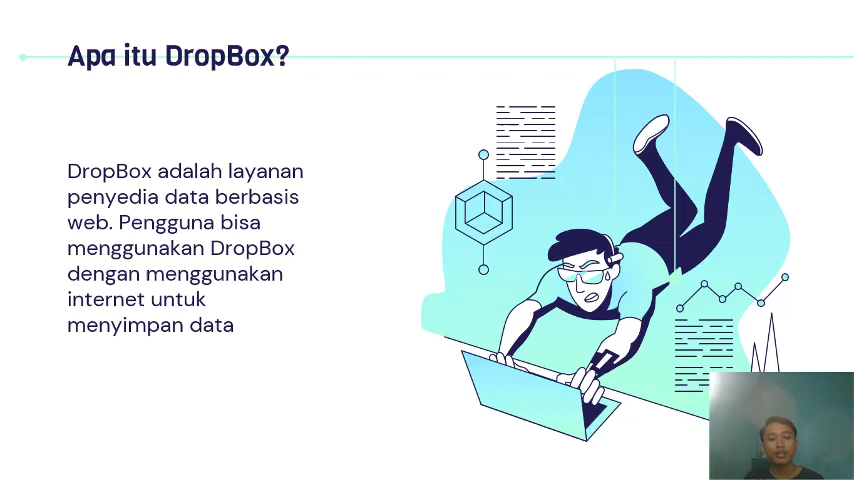 Apa itu DropBox?
DropBox adalah layanan
penyedia data berbasis
web. Pengguna bisa
menggunakan DropBox
dengan menggunakan
internet untuk
menyimpan data